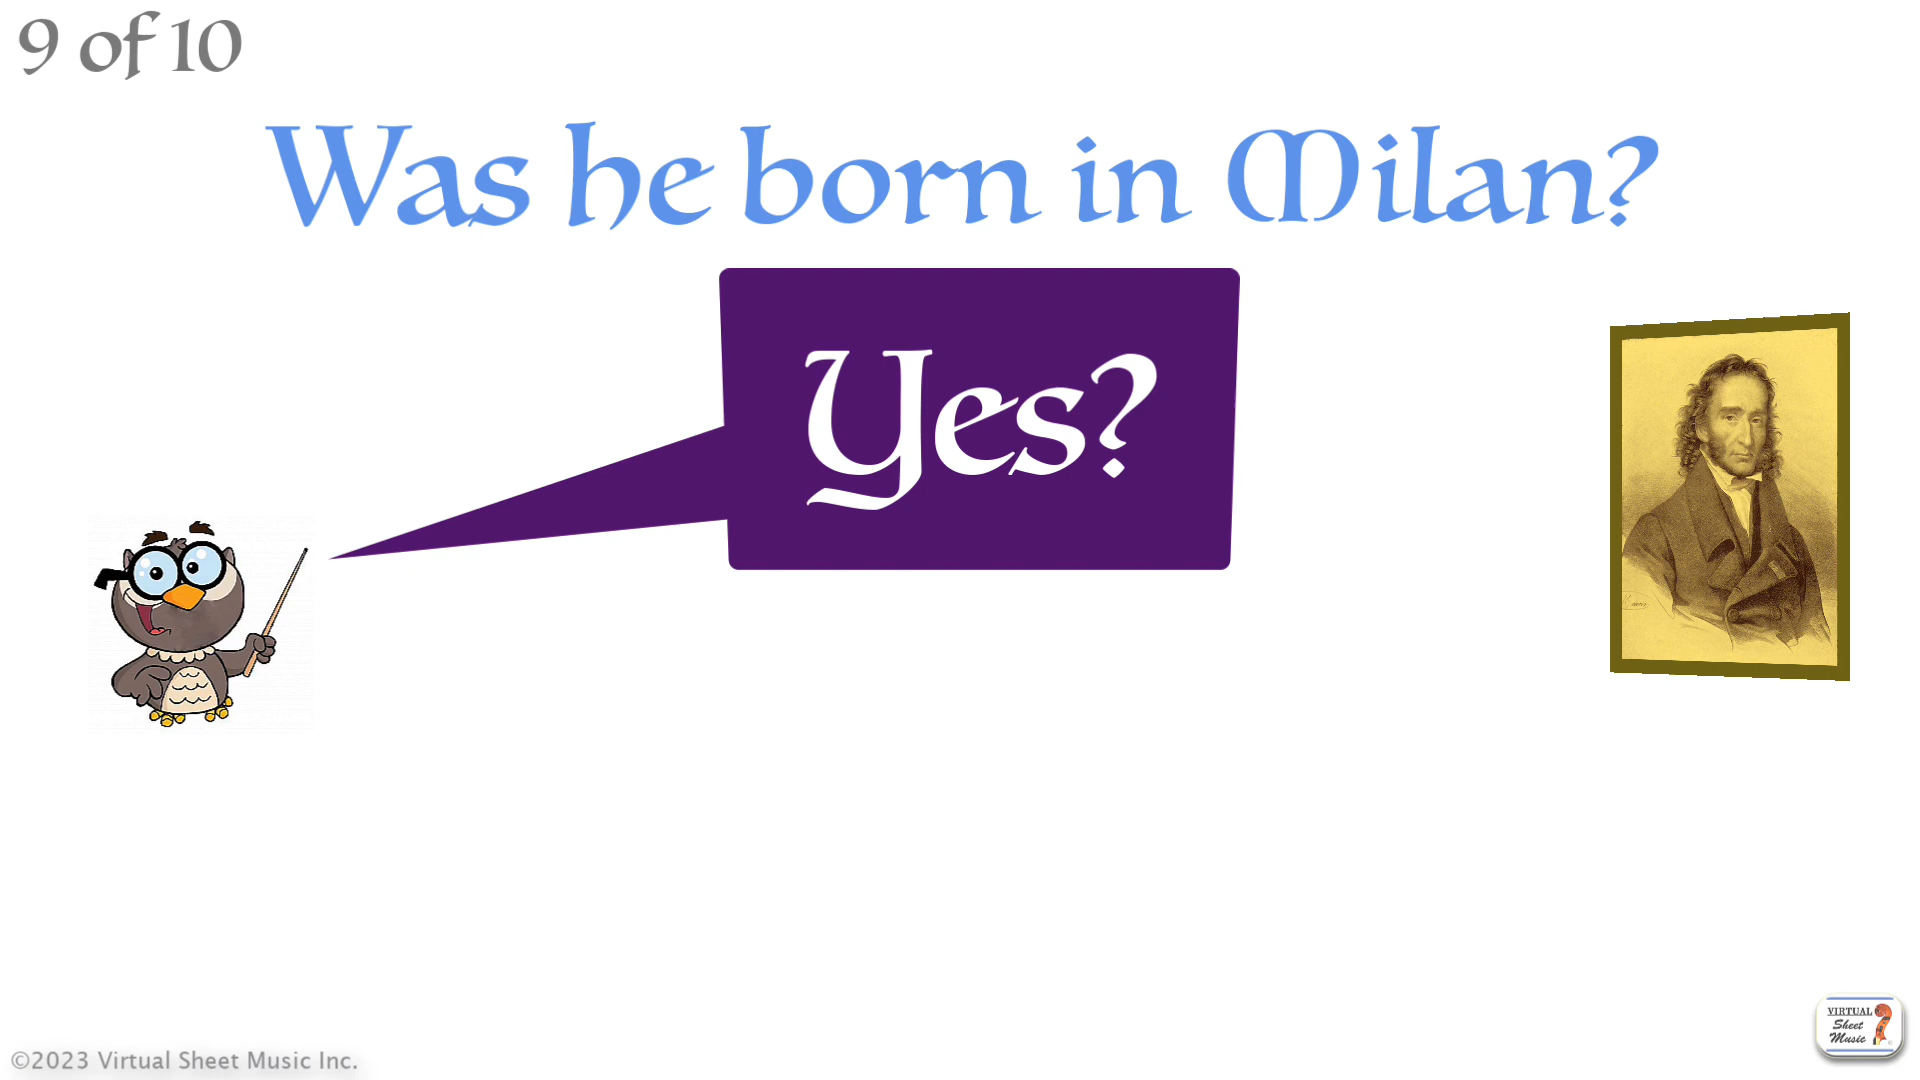 9 of 10
Was he born in Milan?
Yes?
VIRTUAL
Sheet
Music
©2023 Virtual Sheet Music Inc.